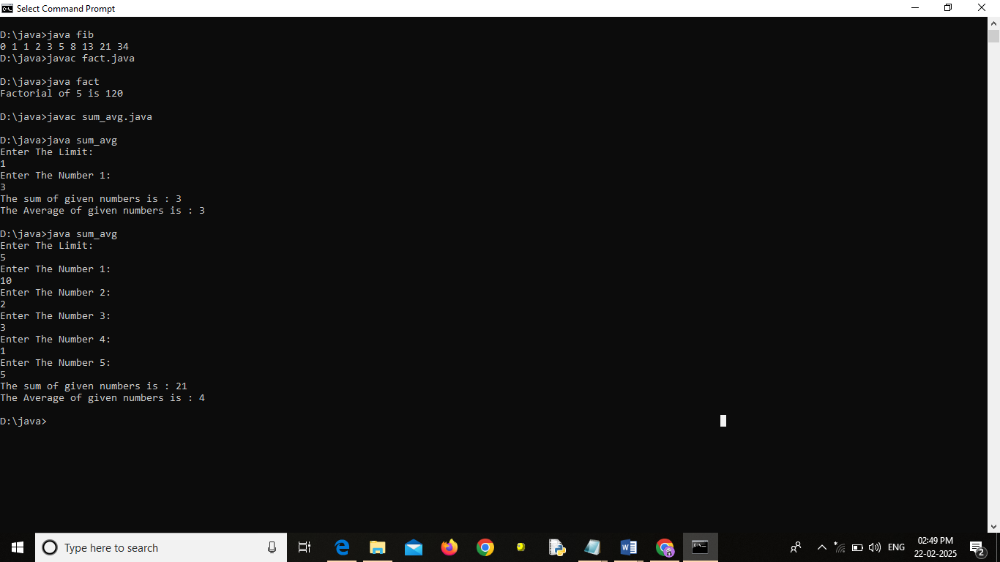 Select Command Prompt
D:\java>java fib
0 1 1 2 3 5 8 13 21 34
D:\java>javac fact.java
D:\java>java fact
Factorial of 5 is 120
D:\java>javac sum_avg.java
D:\java>java sum_avg
Enter The Limit:
1
Enter The Number 1:
3
The sum of given numbers is : 3
The Average of given numbers is : 3
D:\java>java sum_avg
Enter The Limit:
5
Enter The Number 1:
10
Enter The Number 2:
2
Enter The Number 3:
3
Enter The Number 4:
1
Enter The Number 5:
5
The sum of given numbers is : 21
The Average of given numbers is : 4
D:\java>
Type here to search
ENG
02:49 PM
22-02-2025
2